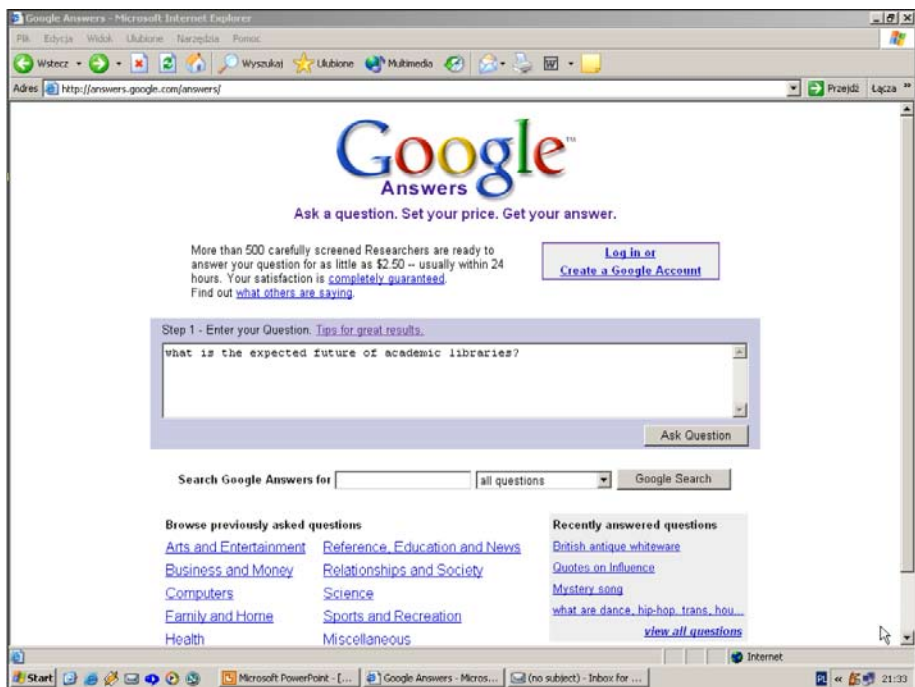 Google Answers - Microsoft Internet Explorer
Plik Edycja Widok Ulubione Narzędzia Pomoc
Wstecz Wyszukaj Ulubione Multimedia
Adres http://answers.google.com/answers/ Przejdź Łącza »
Google™
Answers
Ask a question. Set your price. Get your answer.
More than 500 carefully screened Researchers are ready to
answer your question for as little as $2.50 -- usually within 24
hours. Your satisfaction is completely guaranteed.
Find out what others are saying.
Log in or
Create a Google Account
Step 1 - Enter your Question. Tips for great results.
what is the expected future of academic libraries?
Ask Question
Search Google Answers for all questions Google Search
Browse previously asked questions
Arts and Entertainment
Business and Money
Computers
Family and Home
Health
Reference, Education and News
Relationships and Society
Science
Sports and Recreation
Miscellaneous
Recently answered questions
British antique whiteware
Quotes on Influence
Mystery song
what are dance, hip-hop, trans, hou...
view all questions
Internet
Start Microsoft PowerPoint - [... Google Answers - Micros... (no subject) - Inbox for ... PL « 21:33